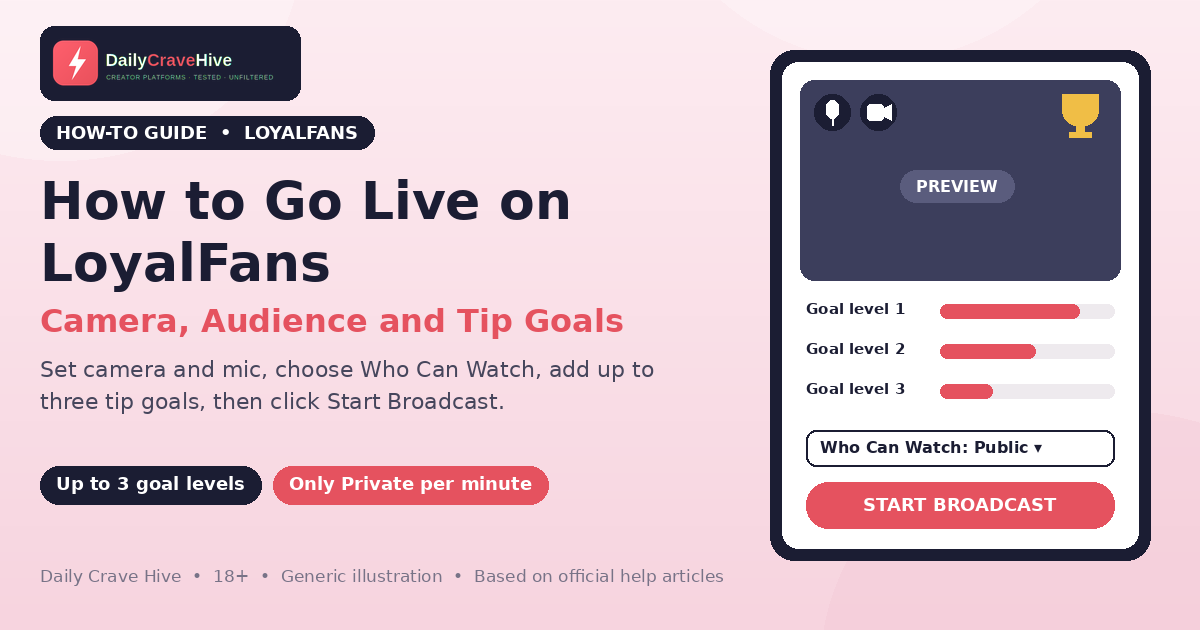 DailyCraveHive
CREATOR PLATFORMS · TESTED · UNFILTERED
HOW-TO GUIDE • LOYALFANS
How to Go Live on
LoyalFans
Camera, Audience and Tip Goals
Set camera and mic, choose Who Can Watch, add up to
three tip goals, then click Start Broadcast.
Up to 3 goal levels
Only Private per minute
Daily Crave Hive • 18+ • Generic illustration • Based on official help articles
PREVIEW
Goal level 1
Goal level 2
Goal level 3
Who Can Watch: Public ▾
START BROADCAST